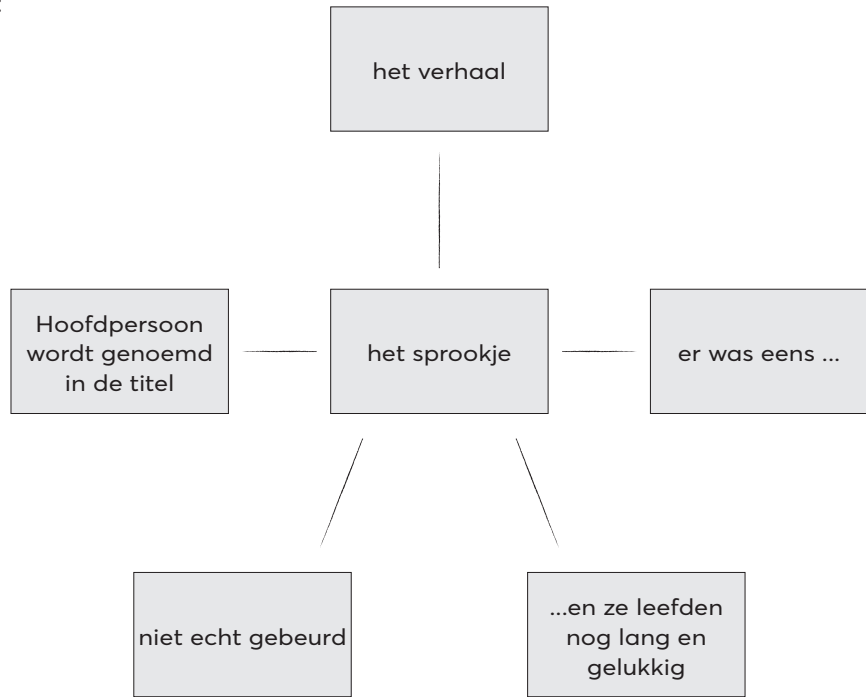 het verhaal
Hoofdpersoon
wordt genoemd
in de titel
het sprookje
er was eens ...
niet echt gebeurd
...en ze leefden
nog lang en
gelukkig